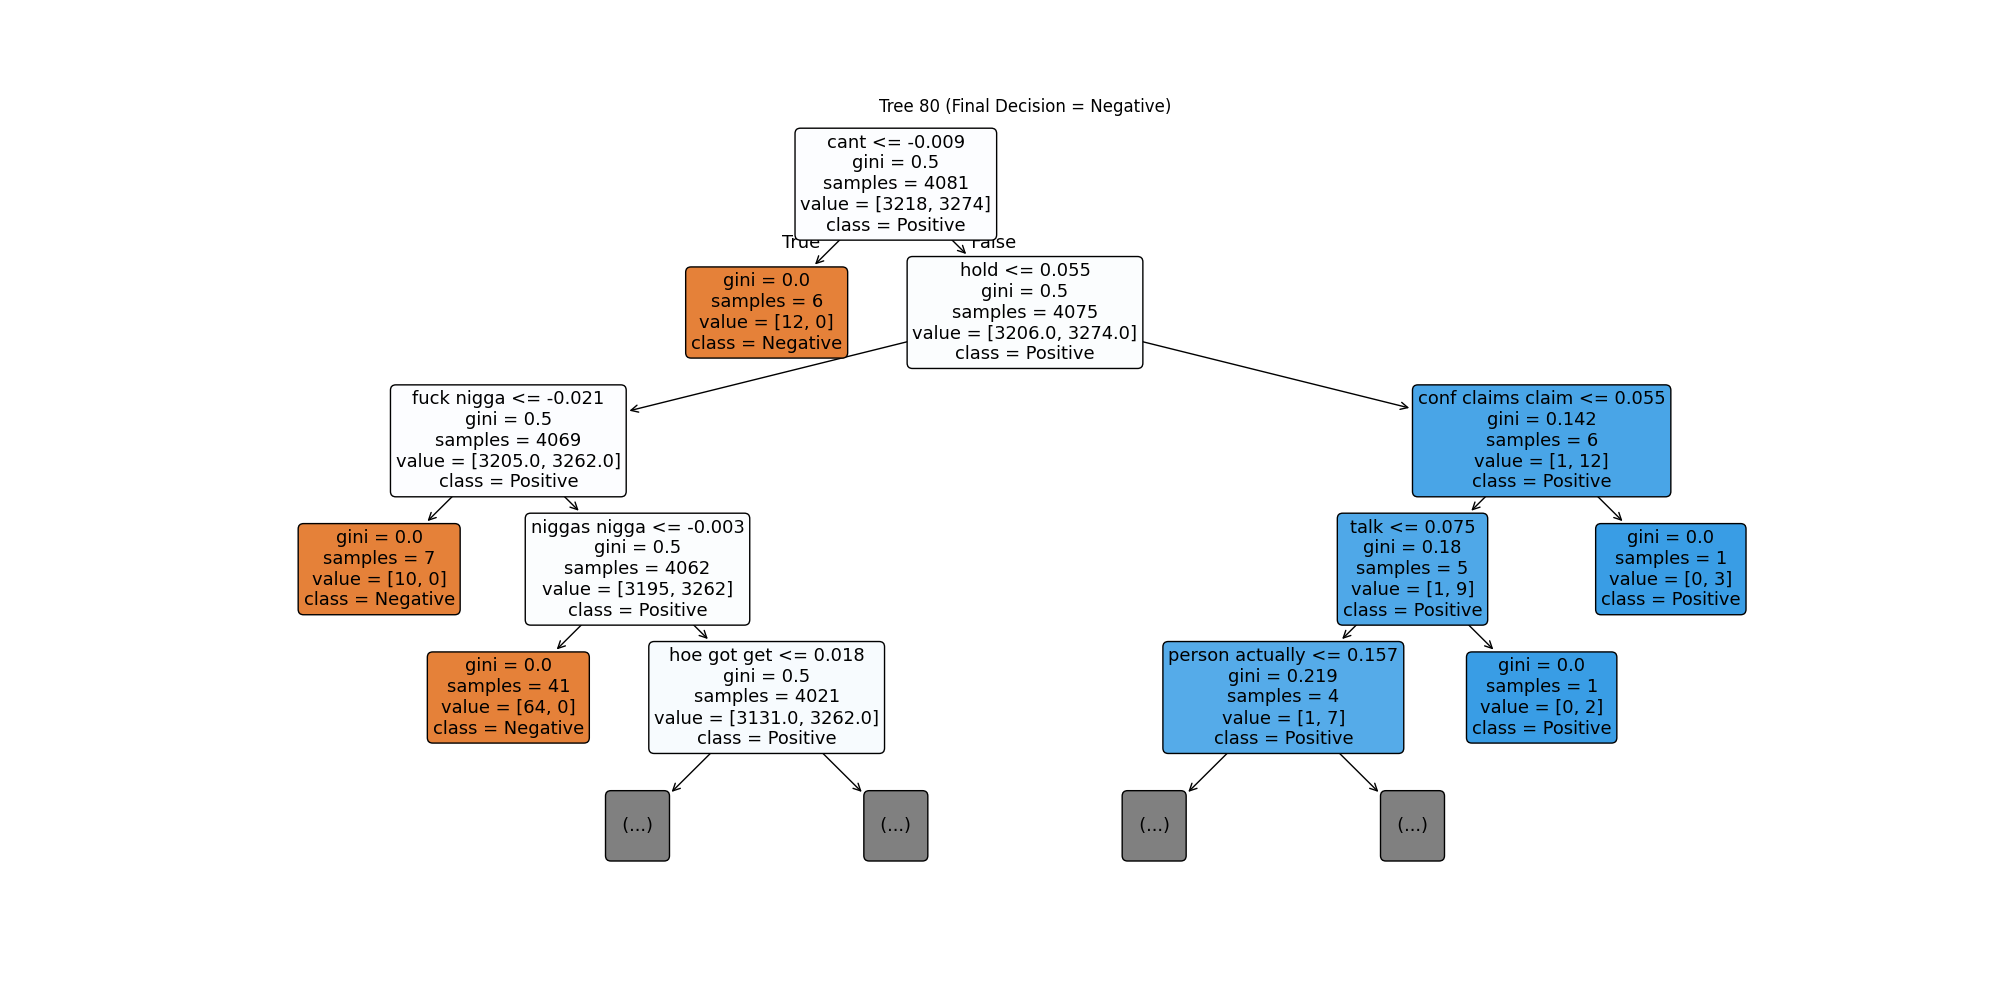 Tree 80 (Final Decision = Negative)
cant <= -0.009
gini = 0.5
samples = 4081
value = [3218, 3274]
class = Positive
True
False
gini = 0.0
samples = 6
value = [12, 0]
class = Negative
hold <= 0.055
gini = 0.5
samples = 4075
value = [3206.0, 3274.0]
class = Positive
fuck nigga <= -0.021
gini = 0.5
samples = 4069
value = [3205.0, 3262.0]
class = Positive
conf claims claim <= 0.055
gini = 0.142
samples = 6
value = [1, 12]
class = Positive
gini = 0.0
samples = 7
value = [10, 0]
class = Negative
niggas nigga <= -0.003
gini = 0.5
samples = 4062
value = [3195, 3262]
class = Positive
talk <= 0.075
gini = 0.18
samples = 5
value = [1, 9]
class = Positive
gini = 0.0
samples = 1
value = [0, 3]
class = Positive
gini = 0.0
samples = 41
value = [64, 0]
class = Negative
hoe got get <= 0.018
gini = 0.5
samples = 4021
value = [3131.0, 3262.0]
class = Positive
person actually <= 0.157
gini = 0.219
samples = 4
value = [1, 7]
class = Positive
gini = 0.0
samples = 1
value = [0, 2]
class = Positive
(...)
(...)
(...)
(...)